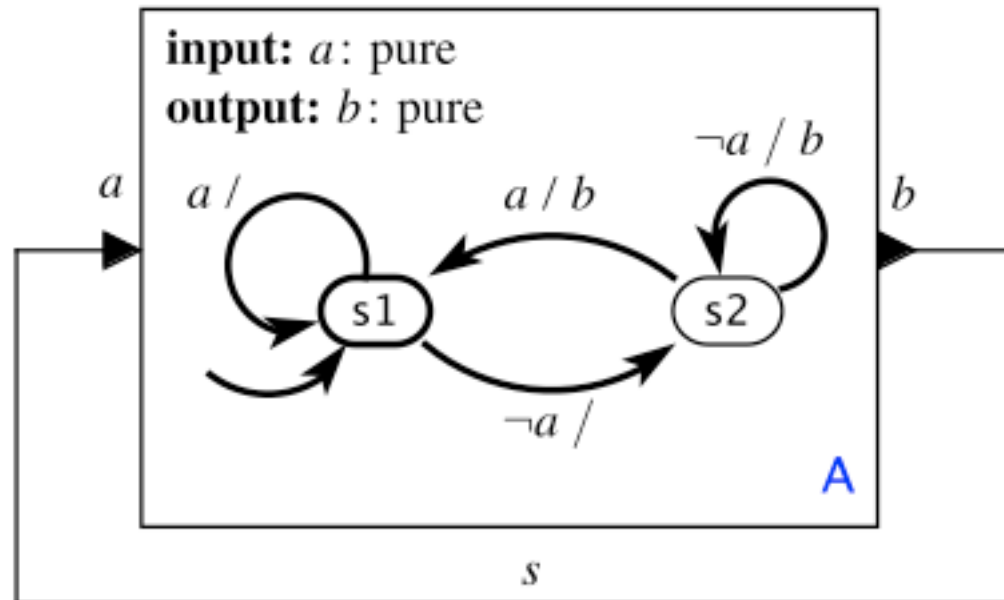 input: a: pure
output: b: pure
¬a / b
a
a /
a / b
b
s1
s2
¬a /
A
s